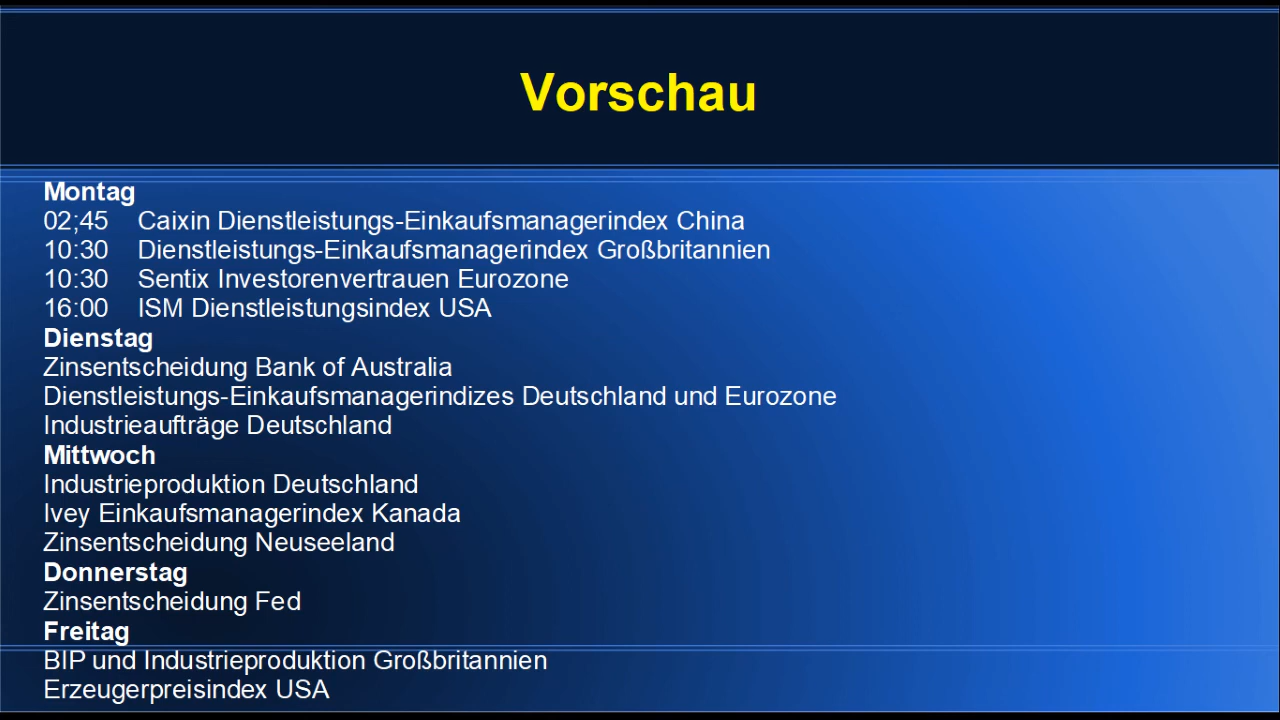 Vorschau
Montag
02;45 Caixin Dienstleistungs-Einkaufsmanagerindex China
10:30 Dienstleistungs-Einkaufsmanagerindex Großbritannien
10:30 Sentix Investorenvertrauen Eurozone
16:00 ISM Dienstleistungsindex USA
Dienstag
Zinsentscheidung Bank of Australia
Dienstleistungs-Einkaufsmanagerindizes Deutschland und Eurozone
Industrieaufträge Deutschland
Mittwoch
Industrieproduktion Deutschland
Ivey Einkaufsmanagerindex Kanada
Zinsentscheidung Neuseeland
Donnerstag
Zinsentscheidung Fed
Freitag
BIP und Industrieproduktion Großbritannien
Erzeugerpreisindex USA